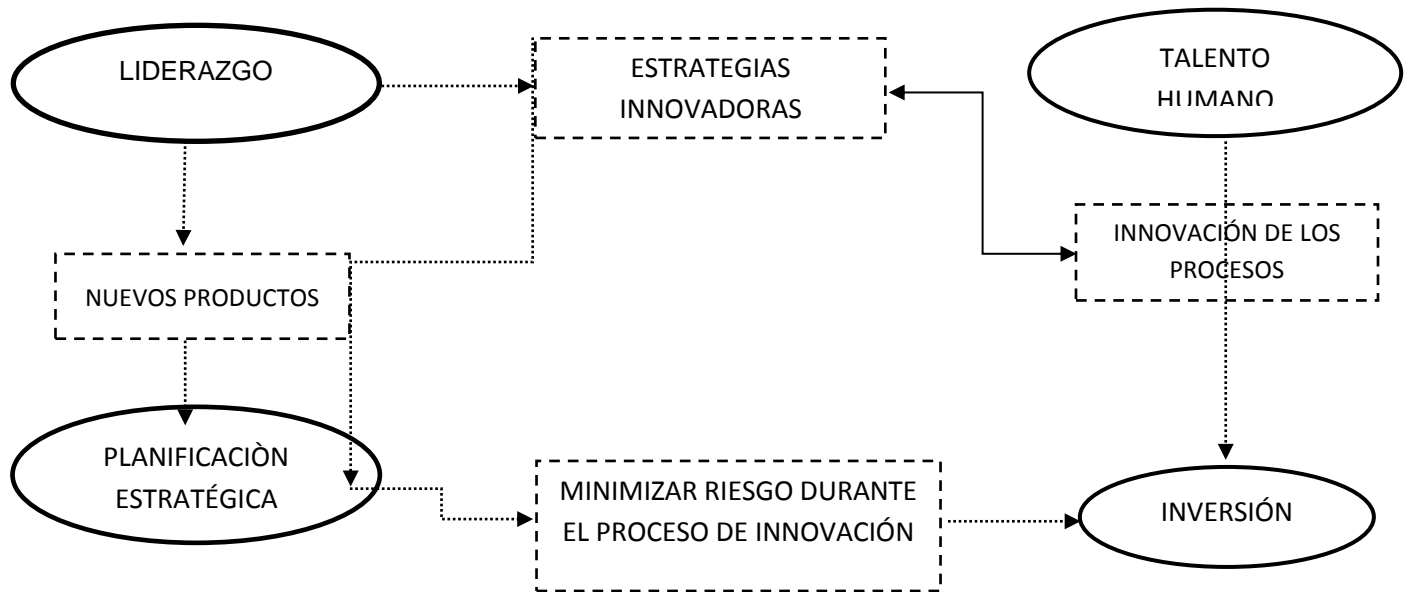 LIDERAZGO
ESTRATEGIAS
INNOVADORAS
TALENTO
HUMANO
NUEVOS PRODUCTOS
INNOVACIÓN DE LOS
PROCESOS
PLANIFICACIÒN
ESTRATÉGICA
MINIMIZAR RIESGO DURANTE
EL PROCESO DE INNOVACIÓN
INVERSIÓN